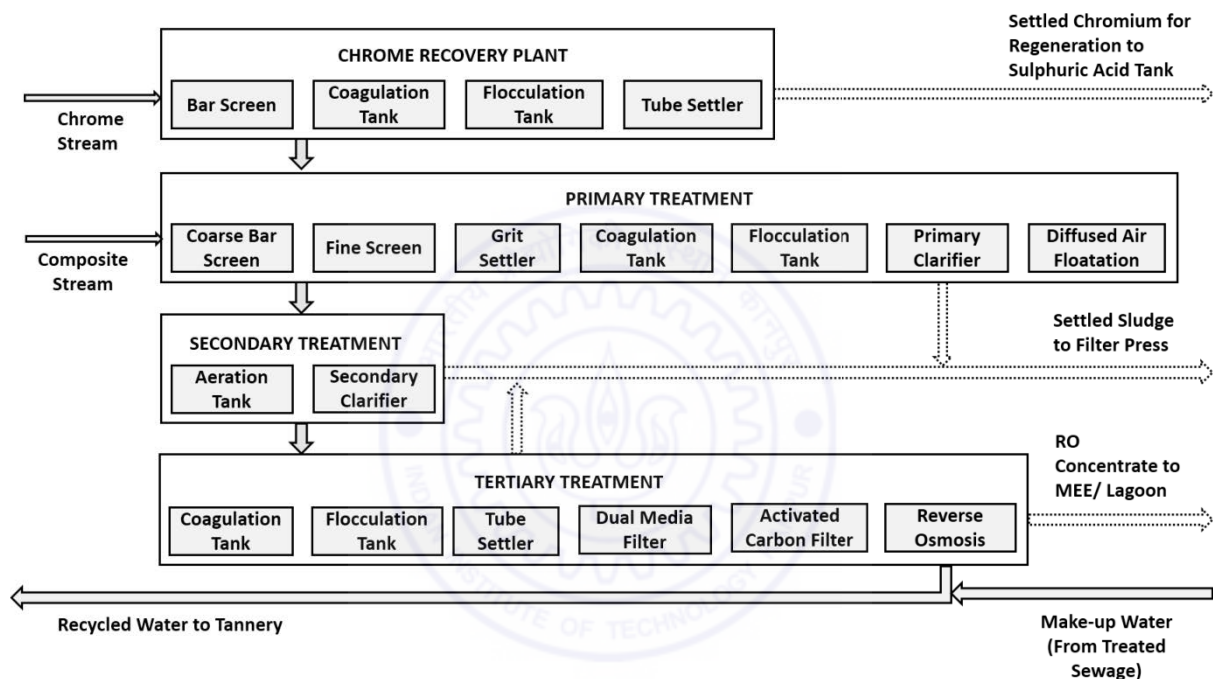 CHROME RECOVERY PLANT
Bar Screen
Coagulation
Tank
Flocculation
Tank
Tube Settler
Settled Chromium for
Regeneration to
Sulphuric Acid Tank
Chrome
Stream
PRIMARY TREATMENT
Coarse Bar
Screen
Fine Screen
Grit
Settler
Coagulation
Tank
Flocculation
Tank
Primary
Clarifier
Diffused Air
Floatation
Composite
Stream
SECONDARY TREATMENT
Aeration
Tank
Secondary
Clarifier
Settled Sludge
to Filter Press
TERTIARY TREATMENT
Coagulation
Tank
Flocculation
Tank
Tube
Settler
Dual Media
Filter
Activated
Carbon Filter
Reverse
Osmosis
RO
Concentrate to
MEE/ Lagoon
Recycled Water to Tannery
Make-up Water
(From Treated
Sewage)
INSTITUTE OF TECHNOLOGY